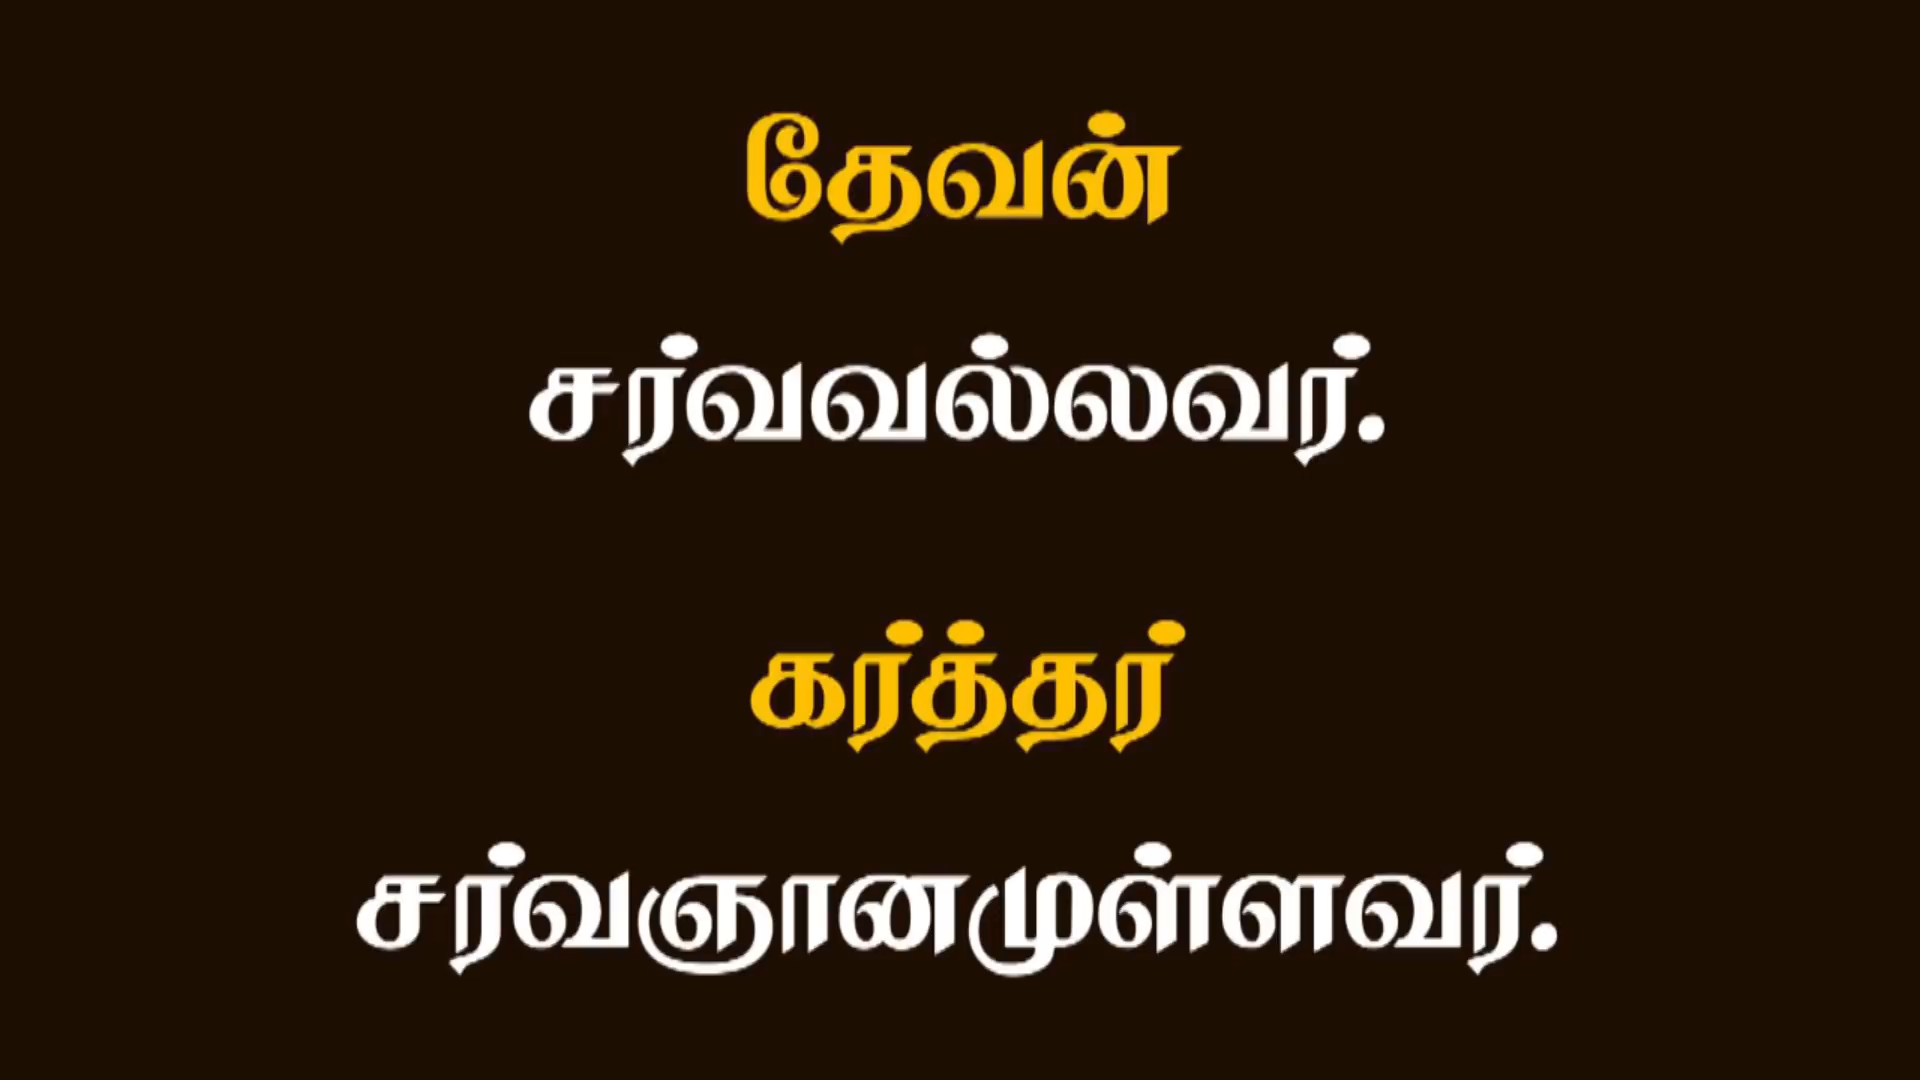 தேவன்
சர்வவல்லவர்.
கர்த்தர்
சர்வஞானமுள்ளவர்.